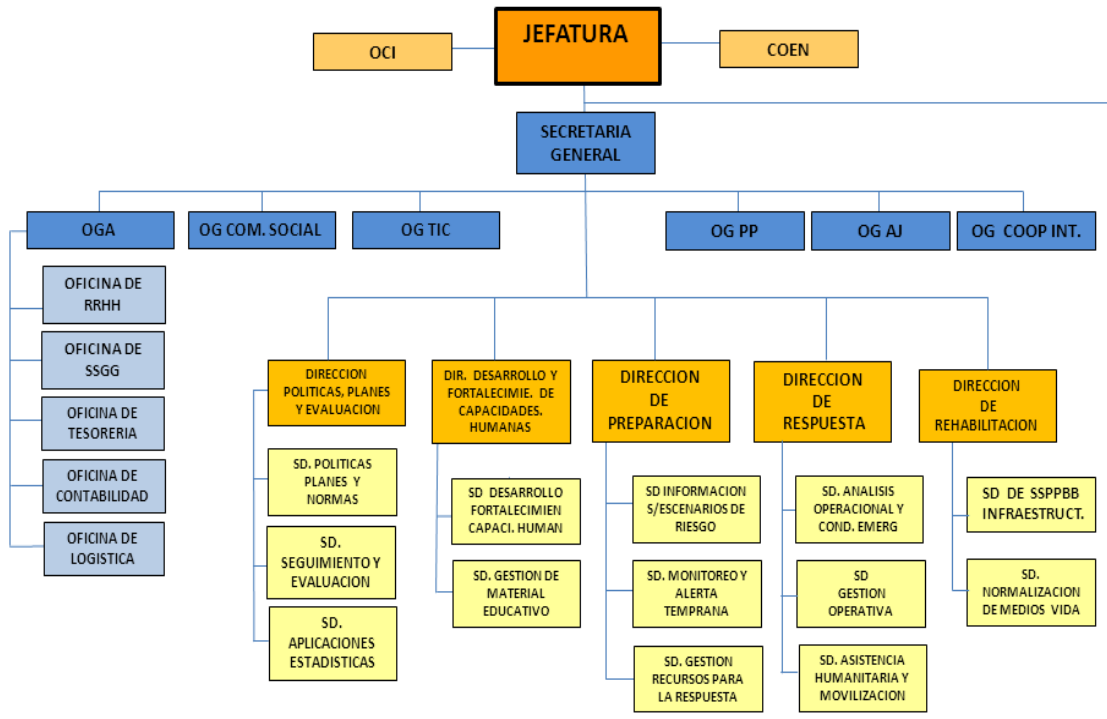 JEFATURA
OCI
COEN
SECRETARIA
GENERAL
OGA
OG COM. SOCIAL
OG TIC
OG PP
OG AJ
OG COOP INT.
OFICINA DE
RRHH
OFICINA DE
SSGG
OFICINA DE
TESORERIA
OFICINA DE
CONTABILIDAD
OFICINA DE
LOGISTICA
DIRECCION
POLITICAS, PLANES
Y EVALUACION
SD. POLITICAS
PLANES Y
NORMAS
SD.
SEGUIMIENTO Y
EVALUACION
SD.
APLICACIONES
ESTADISTICAS
DIR. DESARROLLO Y
FORTALECIMIE. DE
CAPACIDADES.
HUMANAS
SD DESARROLLO
FORTALECIMIEN
CAPACI. HUMAN
SD. GESTION DE
MATERIAL
EDUCATIVO
DIRECCION
DE
PREPARACION
SD INFORMACION
S/ESCENARIOS DE
RIESGO
SD. MONITOREO Y
ALERTA
TEMPRANA
SD. GESTION
RECURSOS PARA
LA RESPUESTA
DIRECCION
DE
RESPUESTA
SD. ANALISIS
OPERACIONAL Y
COND. EMERG
SD
GESTION
OPERATIVA
SD. ASISTENCIA
HUMANITARIA Y
MOVILIZACION
DIRECCION
DE
REHABILITACION
SD DE SSPPBB
INFRAESTRUCT.
SD.
NORMALIZACION
DE MEDIOS VIDA